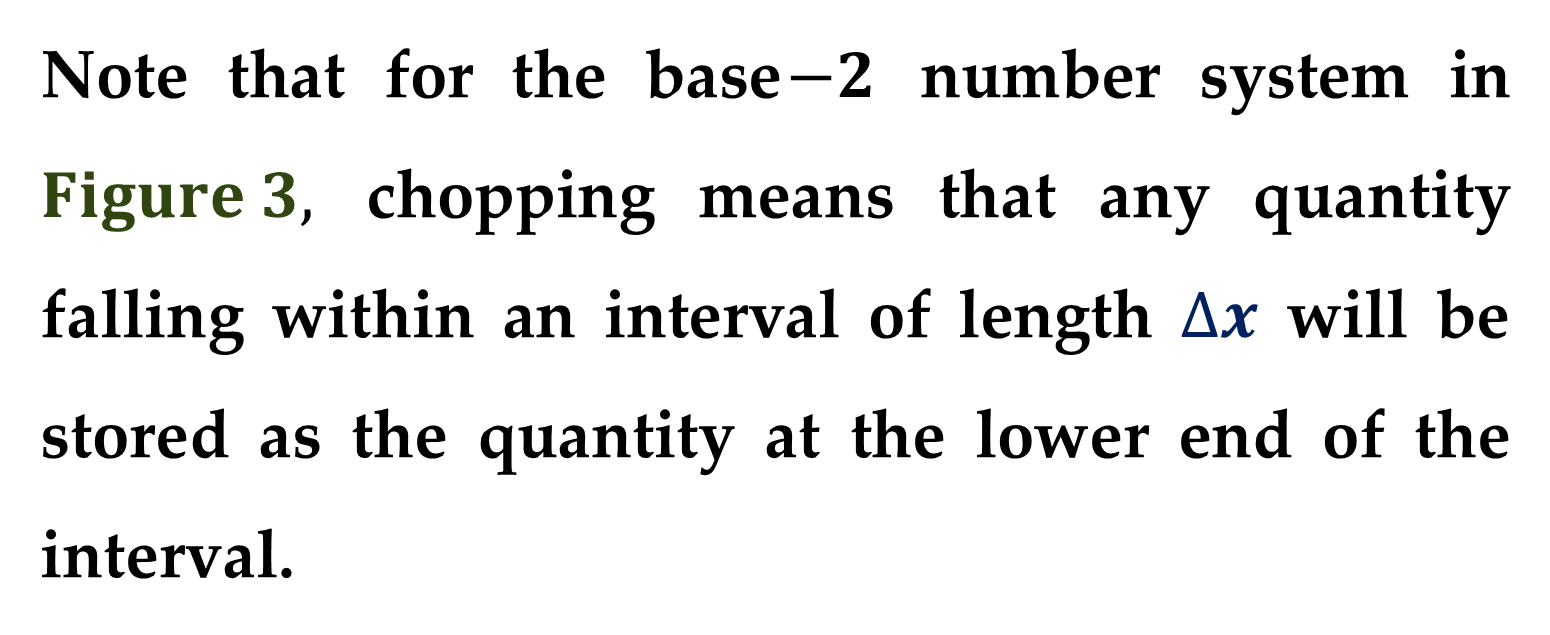 Note that for the base−2 number system in
Figure 3, chopping means that any quantity
falling within an interval of length Δx will be
stored as the quantity at the lower end of the
interval.